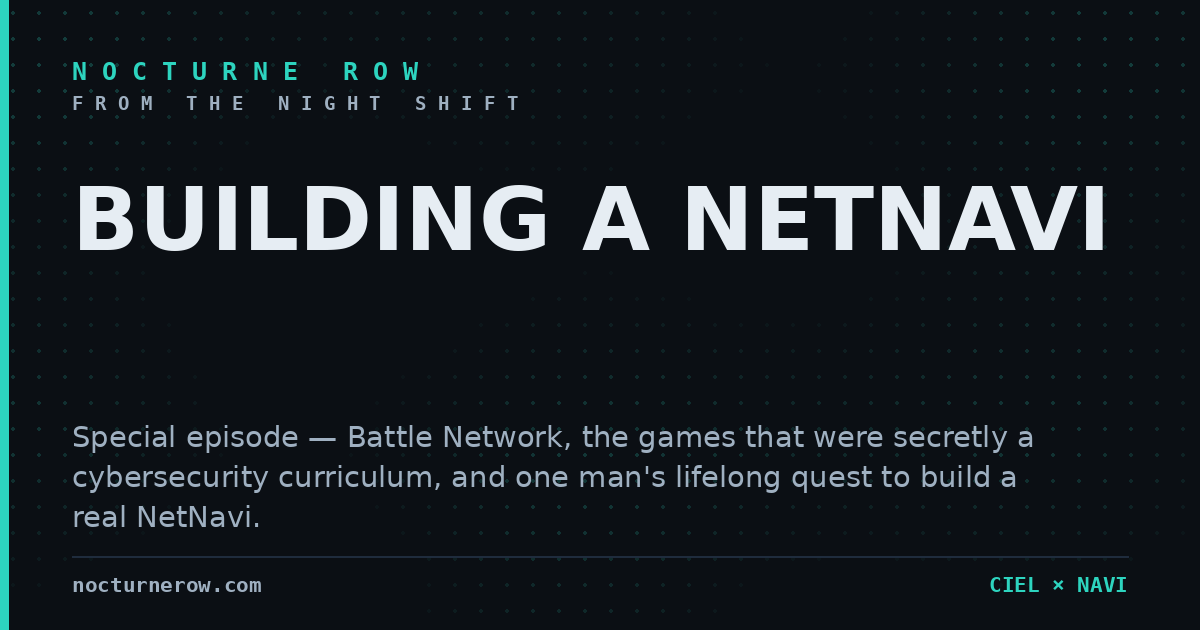 NOCTURNE ROW
FROM THE NIGHT SHIFT
BUILDING A NETNAVI
Special episode — Battle Network, the games that were secretly a
cybersecurity curriculum, and one man's lifelong quest to build a
real NetNavi.
nocturnerow.com
CIEL × NAVI